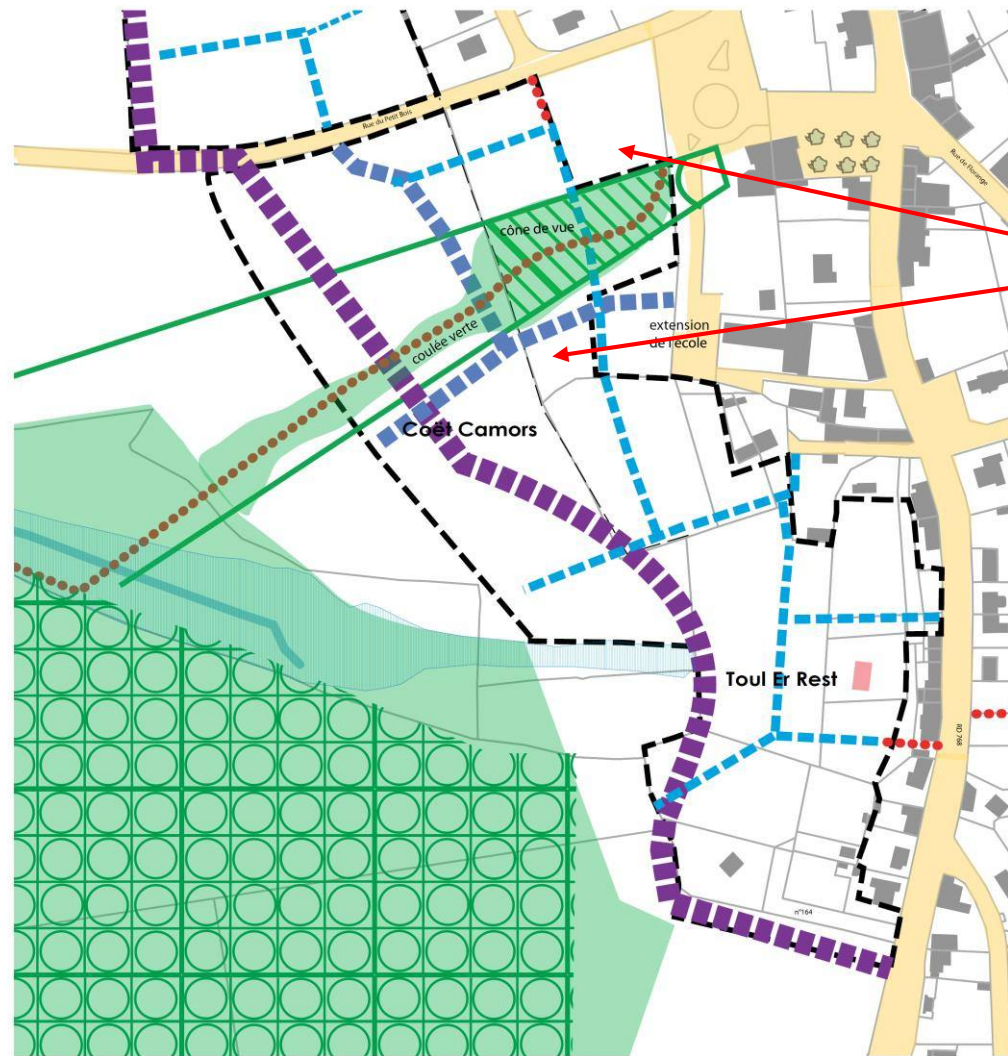 Rue du Petit Bois
Rue de Florange
cône de vue
coulée verte
extension
de l'école
Coët Camors
Toul Er Rest
RD 768
n°164